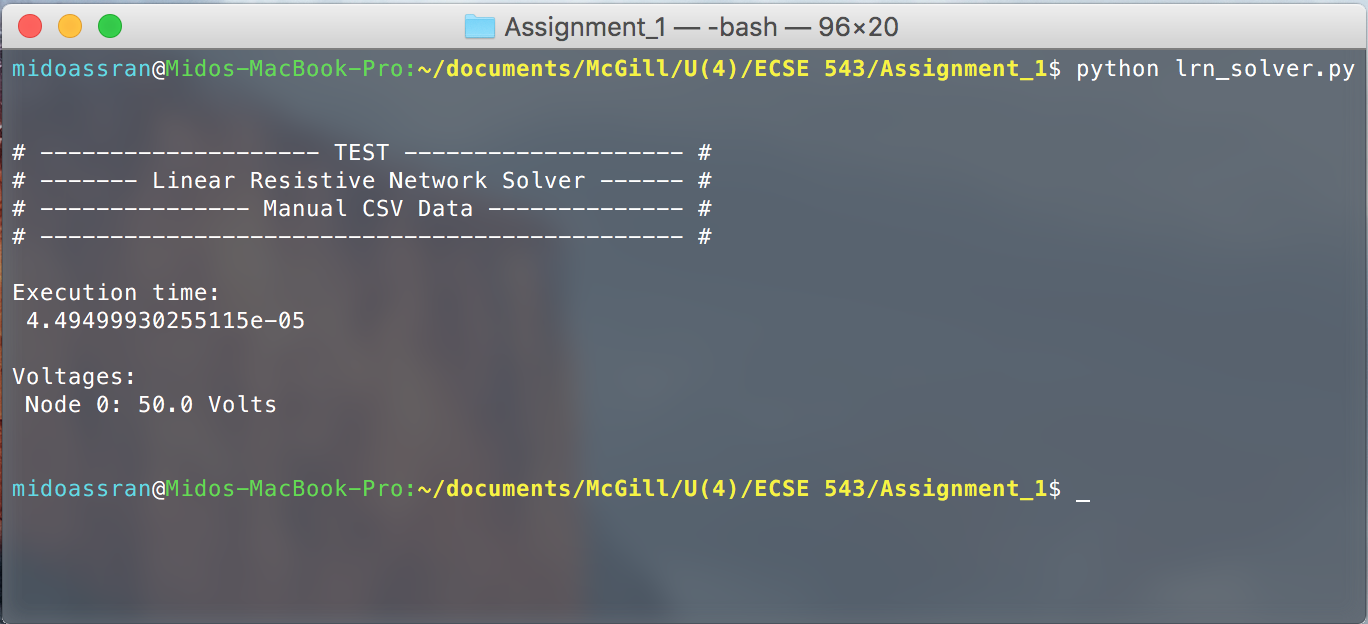 Assignment_1 — -bash — 96×20
midoassran@Midos-MacBook-Pro:~/documents/McGill/U(4)/ECSE 543/Assignment_1$ python lrn_solver.py
# -------------------- TEST -------------------- #
# ------- Linear Resistive Network Solver ------ #
# --------------- Manual CSV Data -------------- #
# ---------------------------------------------- #
Execution time:
4.49499930255115e-05
Voltages:
Node 0: 50.0 Volts
midoassran@Midos-MacBook-Pro:~/documents/McGill/U(4)/ECSE 543/Assignment_1$ _